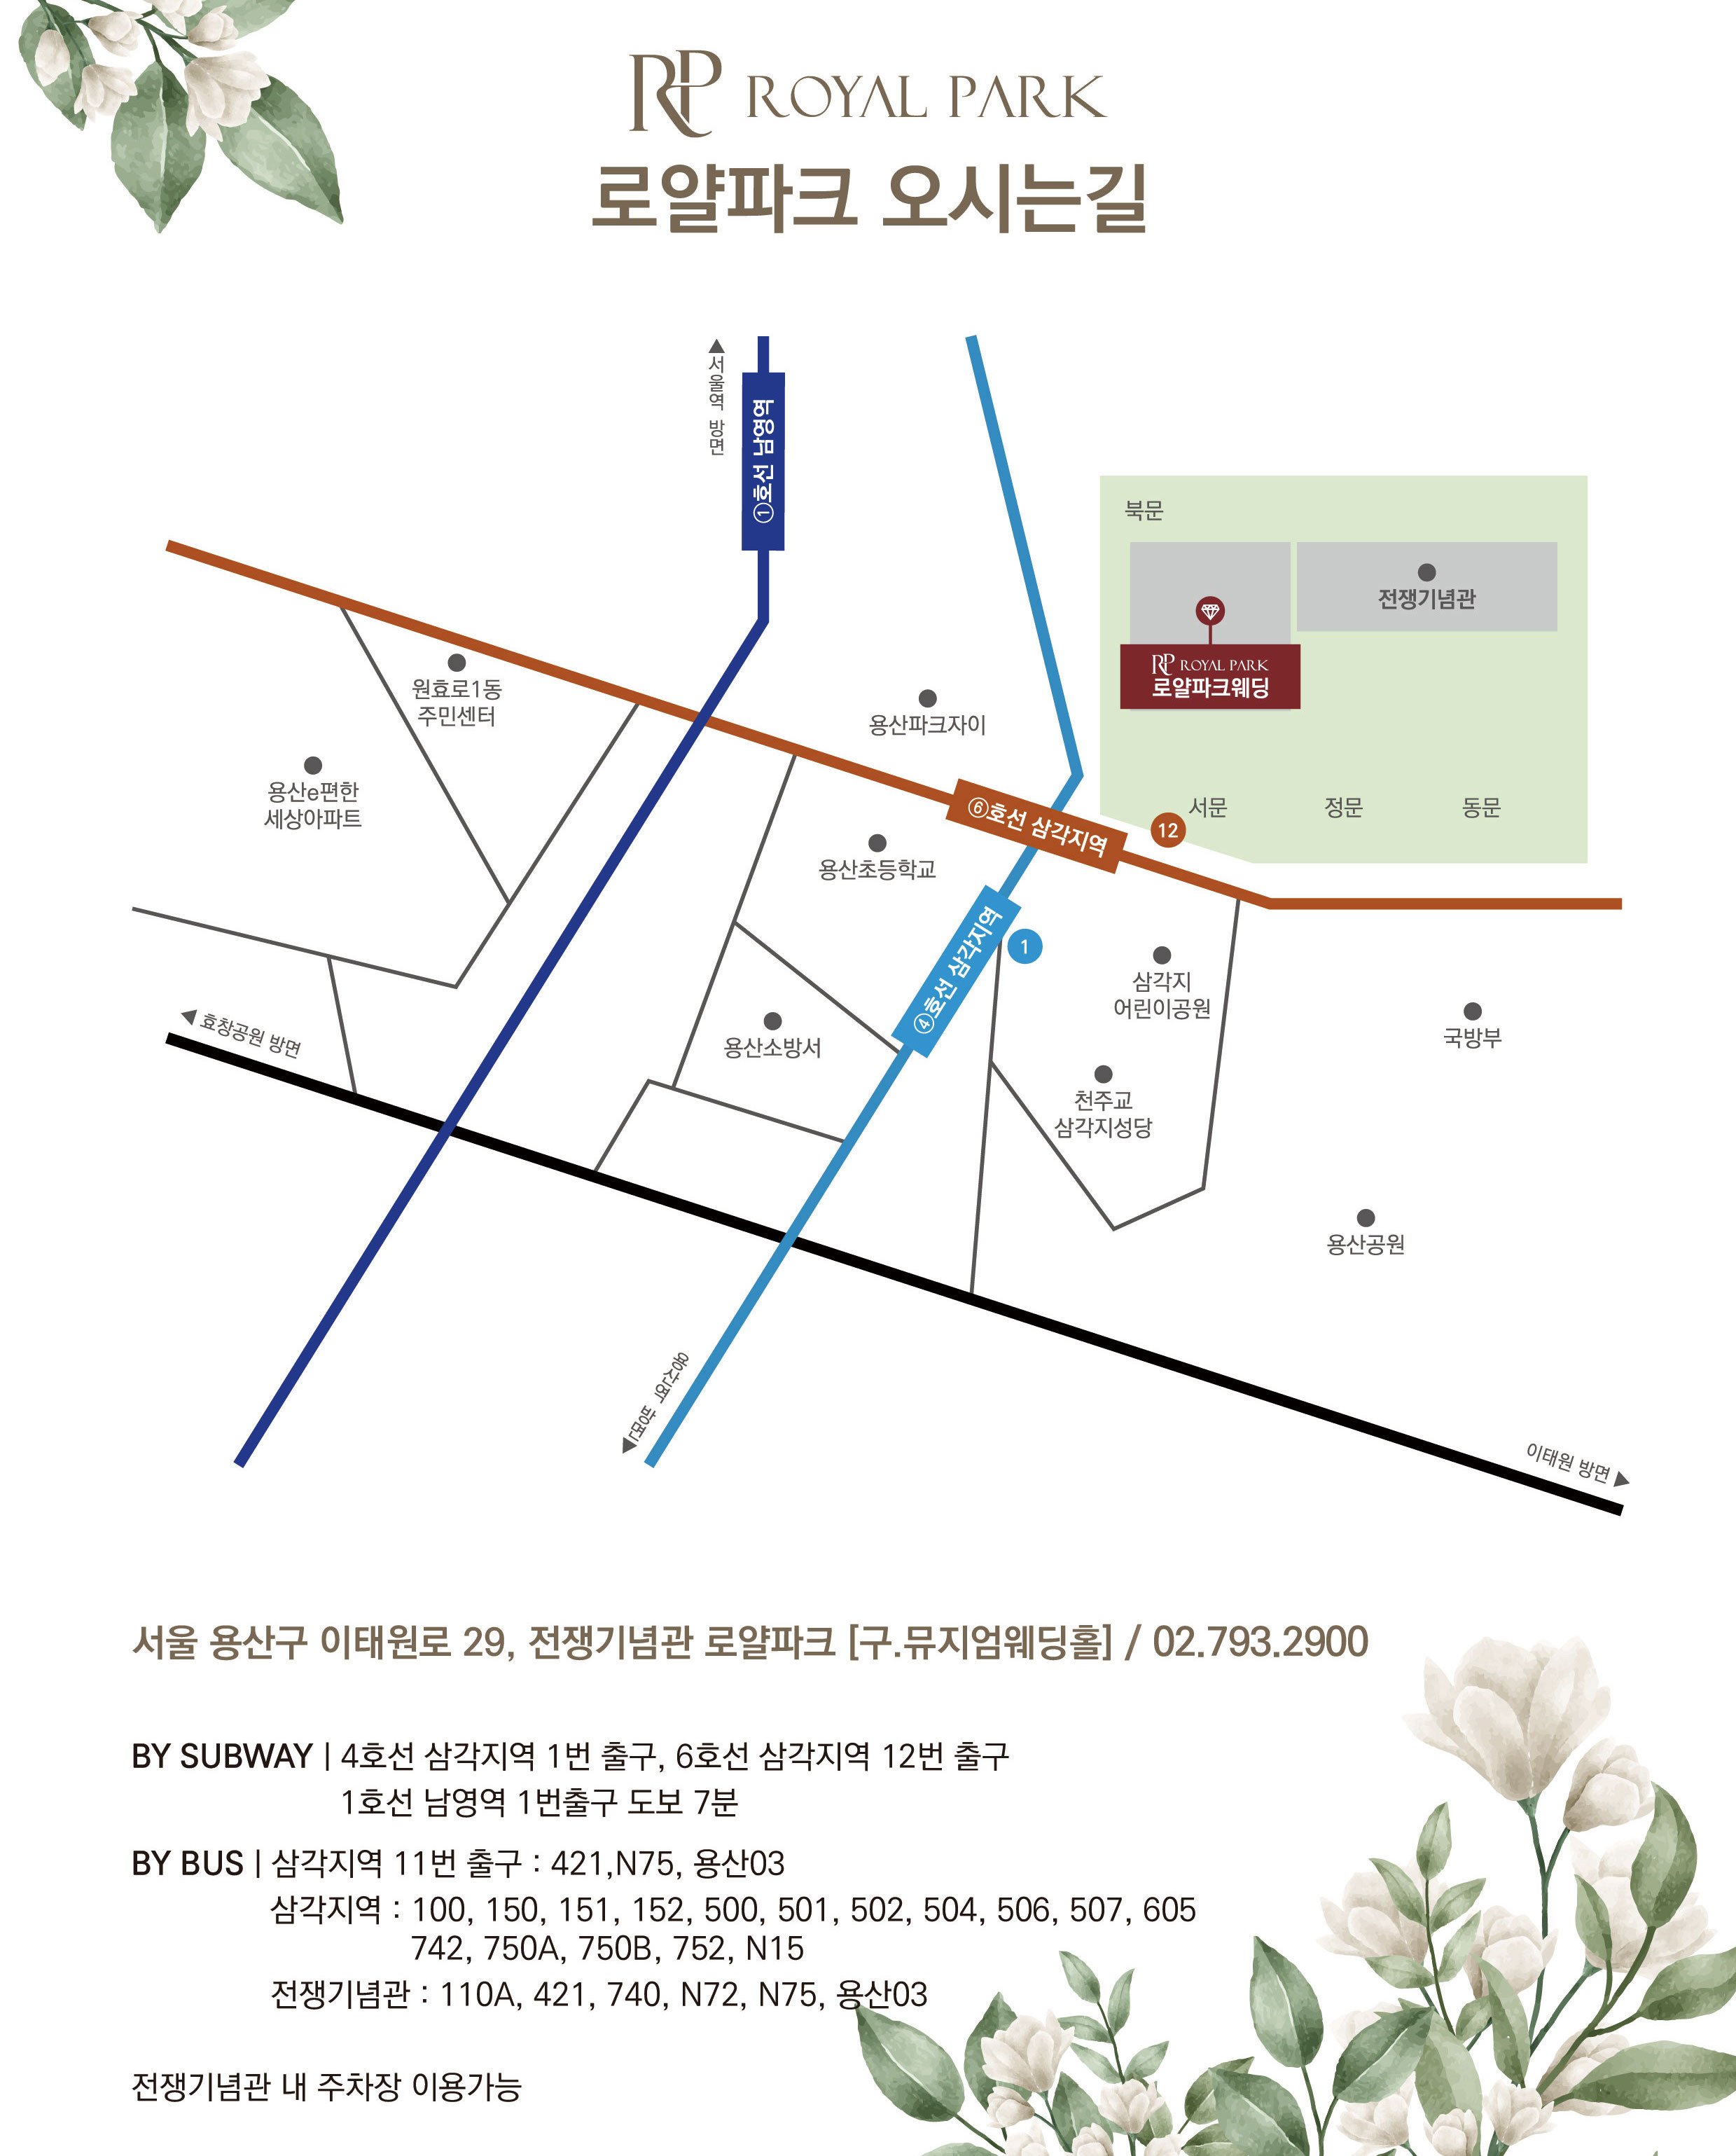 RP ROYAL PARK
로얄파크 오시는길
▲서울역 방면
①호선 남영역
북문
전쟁기념관
RP ROYAL PARK
로얄파크웨딩
원효로1동
주민센터
용산파크자이
용산e편한
세상아파트
⑥호선 삼각지역
12
서문
정문
동문
용산초등학교
④호선 삼각지역
1
삼각지
어린이공원
국방부
◀ 효창공원 방면
용산소방서
천주교
삼각지성당
용산공원
용산역 방면▶
이태원 방면 ▶
서울 용산구 이태원로 29, 전쟁기념관 로얄파크 [구.뮤지엄웨딩홀] / 02.793.2900
BY SUBWAY | 4호선 삼각지역 1번 출구, 6호선 삼각지역 12번 출구
1호선 남영역 1번출구 도보 7분
BY BUS | 삼각지역 11번 출구 : 421,N75, 용산03
삼각지역 : 100, 150, 151, 152, 500, 501, 502, 504, 506, 507, 605
742, 750A, 750B, 752, N15
전쟁기념관 : 110A, 421, 740, N72, N75, 용산03
전쟁기념관 내 주차장 이용가능